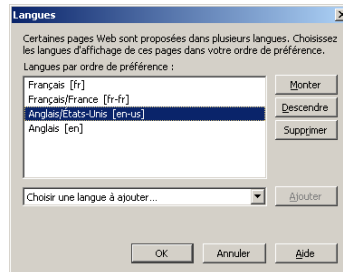 Langues
Certaines pages Web sont proposées dans plusieurs langues. Choisissez
les langues d'affichage de ces pages dans votre ordre de préférence.
Langues par ordre de préférence :
Français [fr]
Français/France [fr-fr]
Anglais/États-Unis [en-us]
Anglais [en]
Monter
Descendre
Supprimer
Choisir une langue à ajouter...
Ajouter
OK
Annuler
Aide